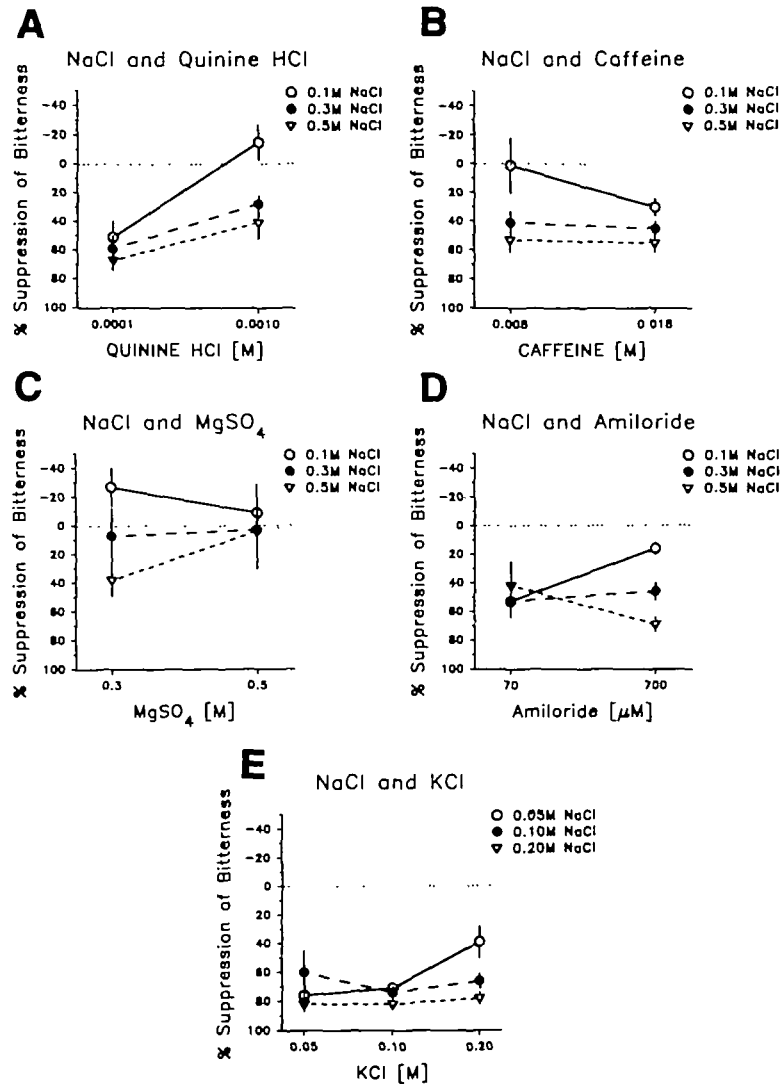 A
NaCl and Quinine HCl
% Suppression of Bitterness
0.1M NaCl
0.3M NaCl
0.5M NaCl
-40
-20
0
20
40
60
80
100
0.0001 0.0010
QUININE HCl [M]
B
NaCl and Caffeine
% Suppression of Bitterness
0.1M NaCl
0.3M NaCl
0.5M NaCl
-40
-20
0
20
40
60
80
100
0.008 0.018
CAFFEINE [M]
C
NaCl and MgSO4
% Suppression of Bitterness
0.1M NaCl
0.3M NaCl
0.5M NaCl
-40
-20
0
20
40
60
80
100
0.3 0.5
MgSO4 [M]
D
NaCl and Amiloride
% Suppression of Bitterness
0.1M NaCl
0.3M NaCl
0.5M NaCl
-40
-20
0
20
40
60
80
100
70 700
Amiloride [μM]
E
NaCl and KCl
% Suppression of Bitterness
0.05M NaCl
0.10M NaCl
0.20M NaCl
-40
-20
0
20
40
60
80
100
0.05 0.10 0.20
KCl [M]